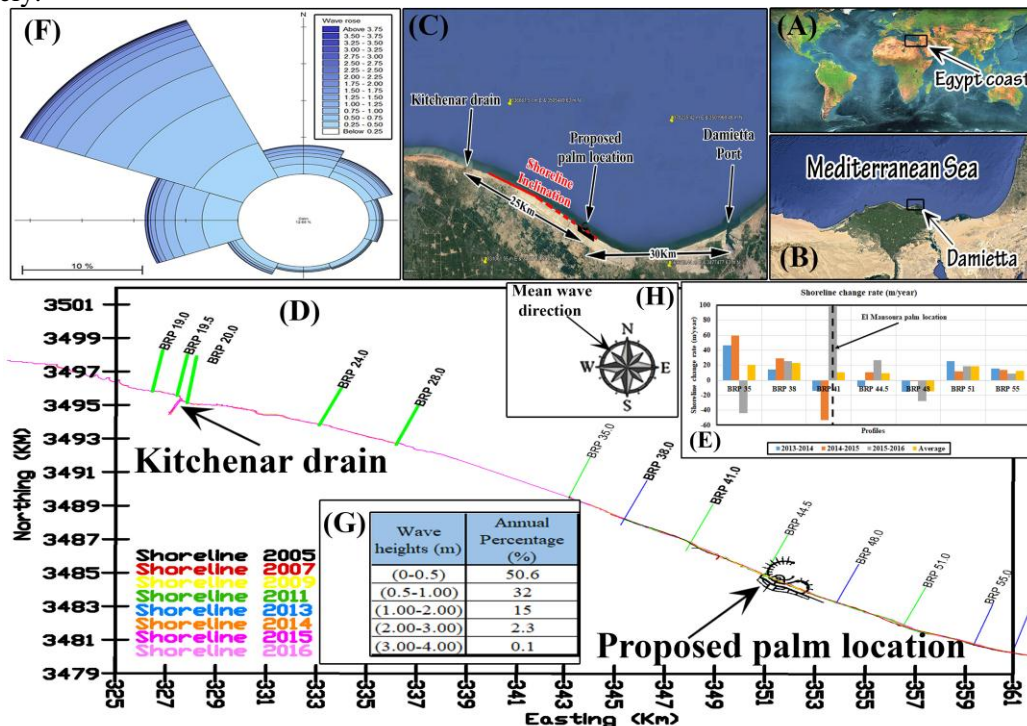 ery.
(F)
N
Wave rose
Above 3.75
3.50 - 3.75
3.25 - 3.50
3.00 - 3.25
2.75 - 3.00
2.50 - 2.75
2.25 - 2.50
2.00 - 2.25
1.75 - 2.00
1.50 - 1.75
1.25 - 1.50
1.00 - 1.25
0.75 - 1.00
0.50 - 0.75
0.25 - 0.50
Below 0.25
10 %
(C)
Kitchenar drain
Proposed
palm location
Damietta
Port
Shoreline
Inclination
25Km
30Km
(A)
Egypt coast
Mediterranean Sea
(B)
Damietta
(D)
Northing (KM)
3501
3499
3497
3495
3493
3491
3489
3487
3485
3483
3481
3479
BRP 19.0
BRP 19.5
BRP 20.0
BRP 24.0
BRP 28.0
BRP 35.0
BRP 38.0
BRP 41.0
BRP 44.5
BRP 48.0
BRP 51.0
BRP 55.0
Kitchenar drain
Proposed palm location
Shoreline 2005
Shoreline 2007
Shoreline 2009
Shoreline 2011
Shoreline 2013
Shoreline 2014
Shoreline 2015
Shoreline 2016
325
327
329
331
333
335
337
339
341
343
345
347
349
351
353
355
357
359
361
Easting (Km)
Mean wave
direction
(H)
N
W
E
S
Shoreline change rate (m/year)
Shoreline change rate (m/year)
100
80
60
40
20
0
-20
-40
-60
El Mansoura palm location
BRP 35
BRP 38
BRP 41
BRP 44.5
BRP 48
BRP 51
BRP 55
Profiles
(E)
2013-2014
2014-2015
2015-2016
Average
(G)
Wave heights (m) Annual Percentage (%)
(0-0.5) 50.6
(0.5-1.00) 32
(1.00-2.00) 15
(2.00-3.00) 2.3
(3.00-4.00) 0.1